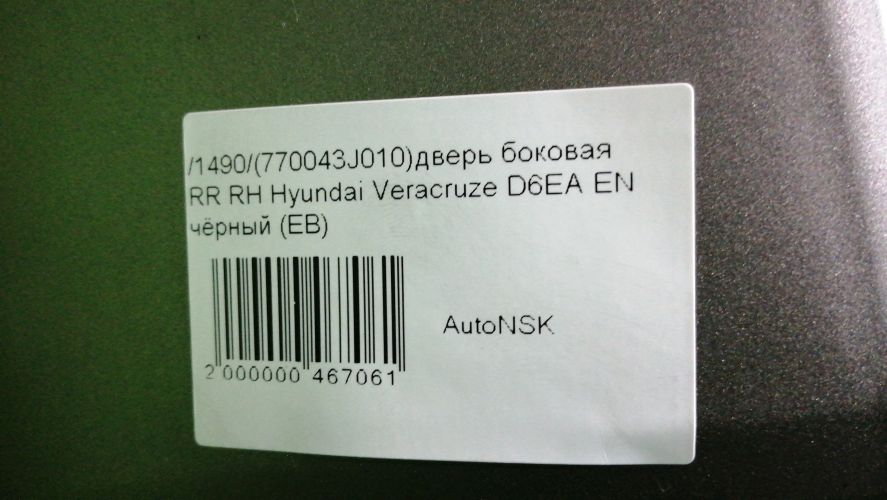 /1490/(770043J010)дверь боковая
RR RH Hyundai Veracruze D6EA EN
чёрный (EB)
AutoNSK
2 000000 467061